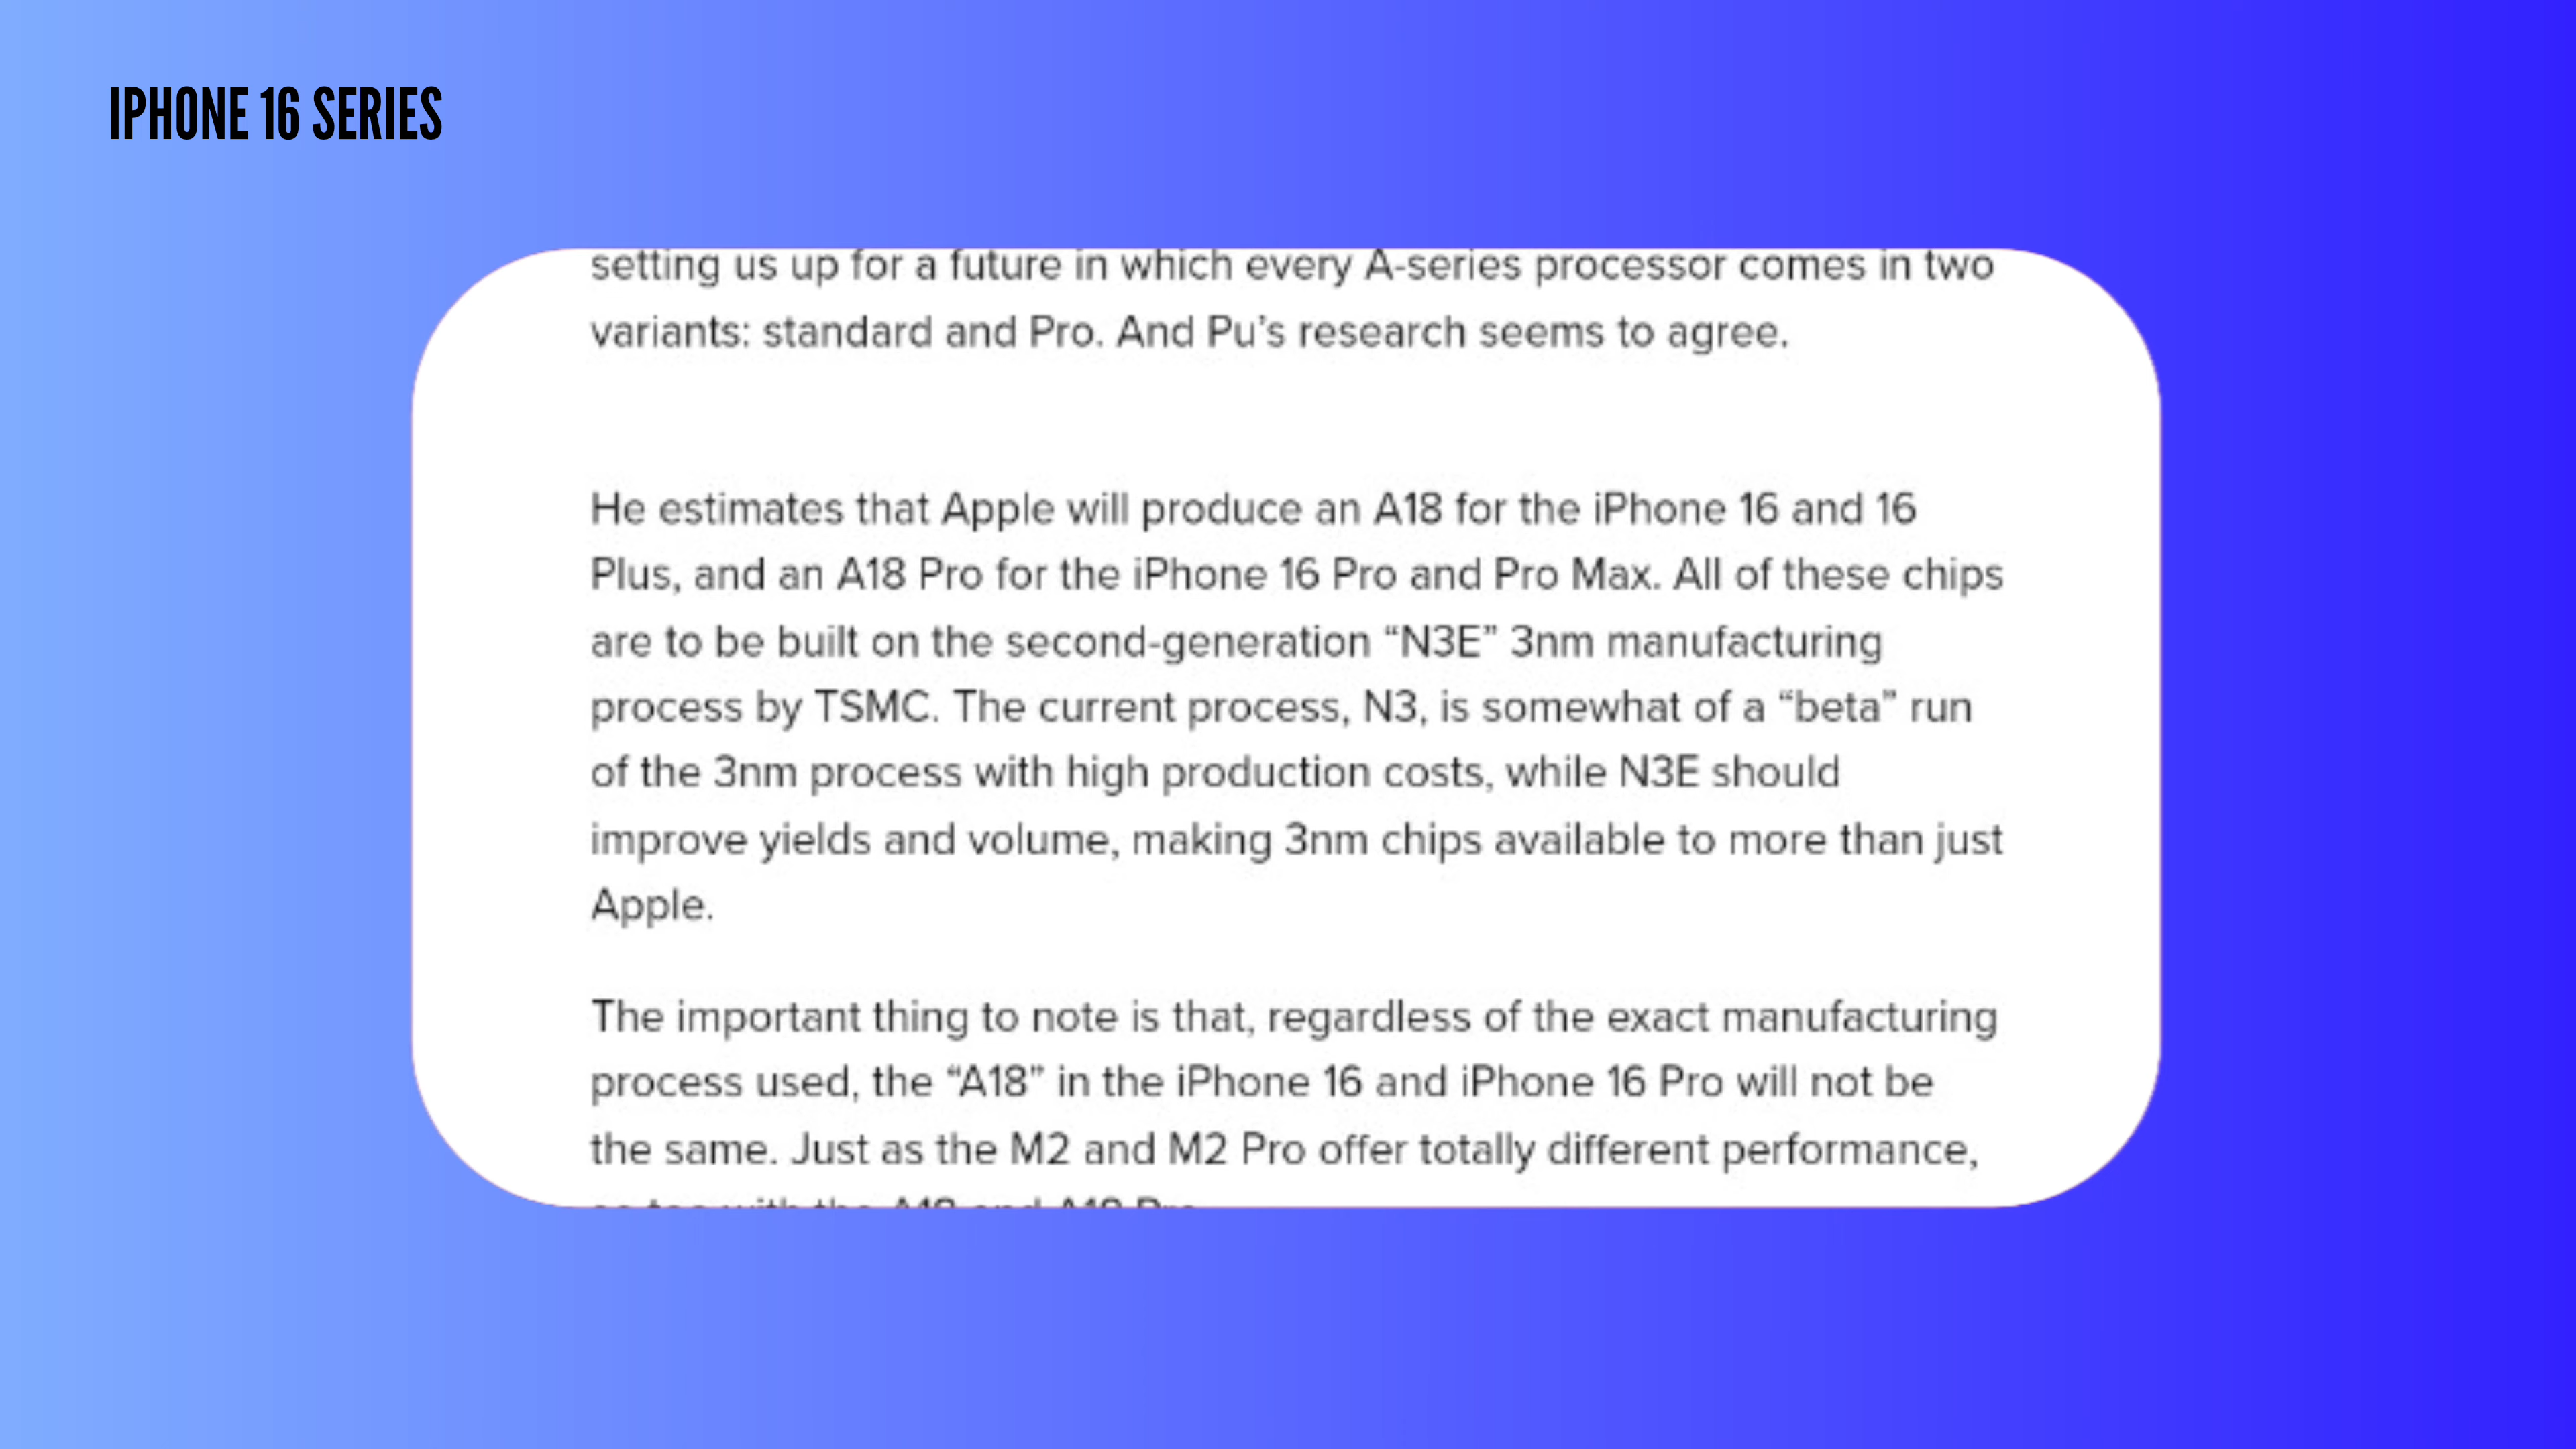 IPHONE 16 SERIES
setting us up for a future in which every A-series processor comes in two
variants: standard and Pro. And Pu’s research seems to agree.
He estimates that Apple will produce an A18 for the iPhone 16 and 16
Plus, and an A18 Pro for the iPhone 16 Pro and Pro Max. All of these chips
are to be built on the second-generation “N3E” 3nm manufacturing
process by TSMC. The current process, N3, is somewhat of a “beta” run
of the 3nm process with high production costs, while N3E should
improve yields and volume, making 3nm chips available to more than just
Apple.
The important thing to note is that, regardless of the exact manufacturing
process used, the “A18” in the iPhone 16 and iPhone 16 Pro will not be
the same. Just as the M2 and M2 Pro offer totally different performance,